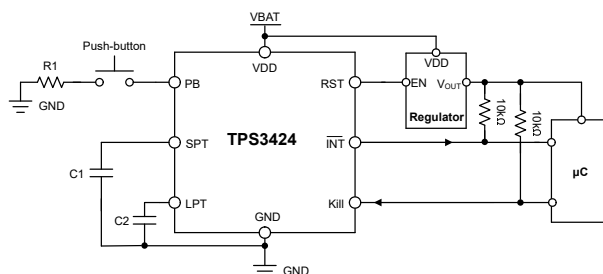 VBAT
R1
Push-button
GND
VDD
PB
RST
TPS3424
SPT
INT
LPT
Kill
GND
C1
C2
GND
VDD
EN
VOUT
Regulator
10kΩ
10kΩ
µC